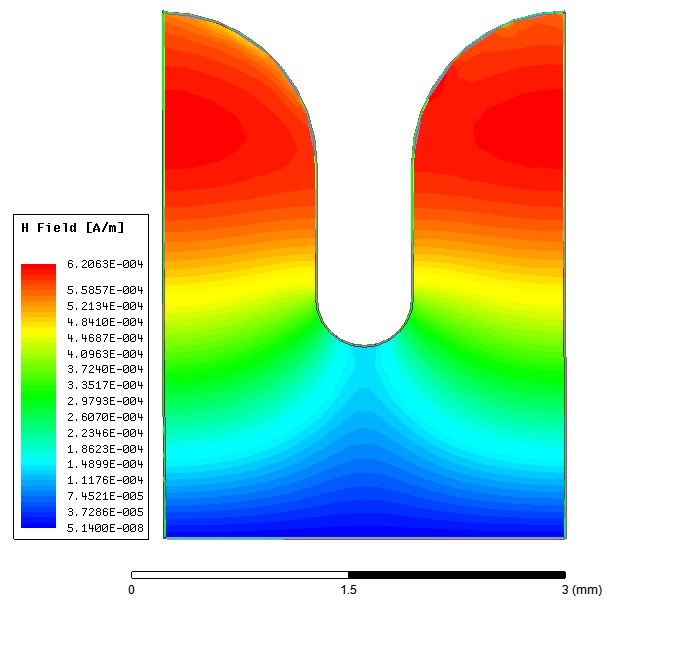 H Field [A/m]
6.2063E-004
5.5857E-004
5.2134E-004
4.8410E-004
4.4687E-004
4.0963E-004
3.7240E-004
3.3517E-004
2.9793E-004
2.6070E-004
2.2346E-004
1.8623E-004
1.4899E-004
1.1176E-004
7.4521E-005
3.7286E-005
5.1400E-008
0 1.5 3 (mm)